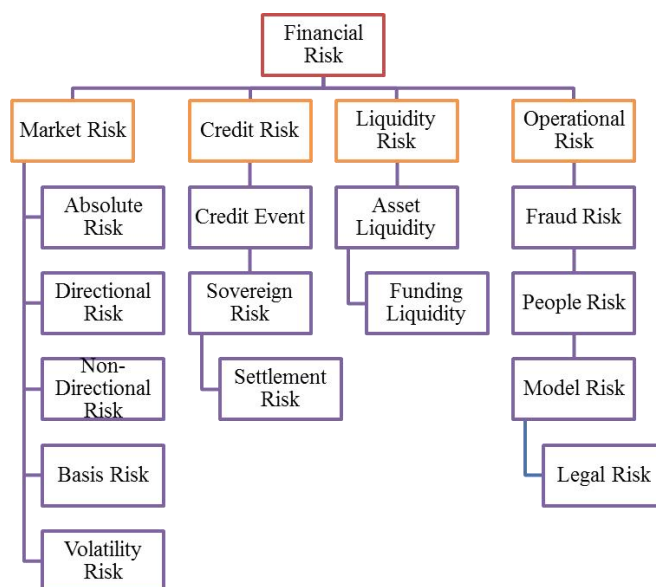 Financial
Risk
Market Risk
Credit Risk
Liquidity
Risk
Operational
Risk
Absolute
Risk
Directional
Risk
Non-
Directional
Risk
Basis Risk
Volatility
Risk
Credit Event
Sovereign
Risk
Settlement
Risk
Asset
Liquidity
Funding
Liquidity
Fraud Risk
People Risk
Model Risk
Legal Risk